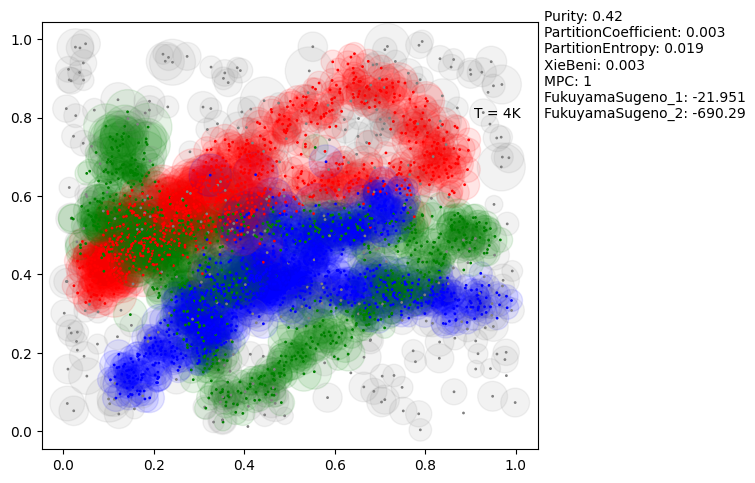 Purity: 0.42
PartitionCoefficient: 0.003
PartitionEntropy: 0.019
XieBeni: 0.003
MPC: 1
FukuyamaSugeno_1: -21.951
FukuyamaSugeno_2: -690.29
T = 4K
1.0
0.8
0.6
0.4
0.2
0.0
0.0 0.2 0.4 0.6 0.8 1.0